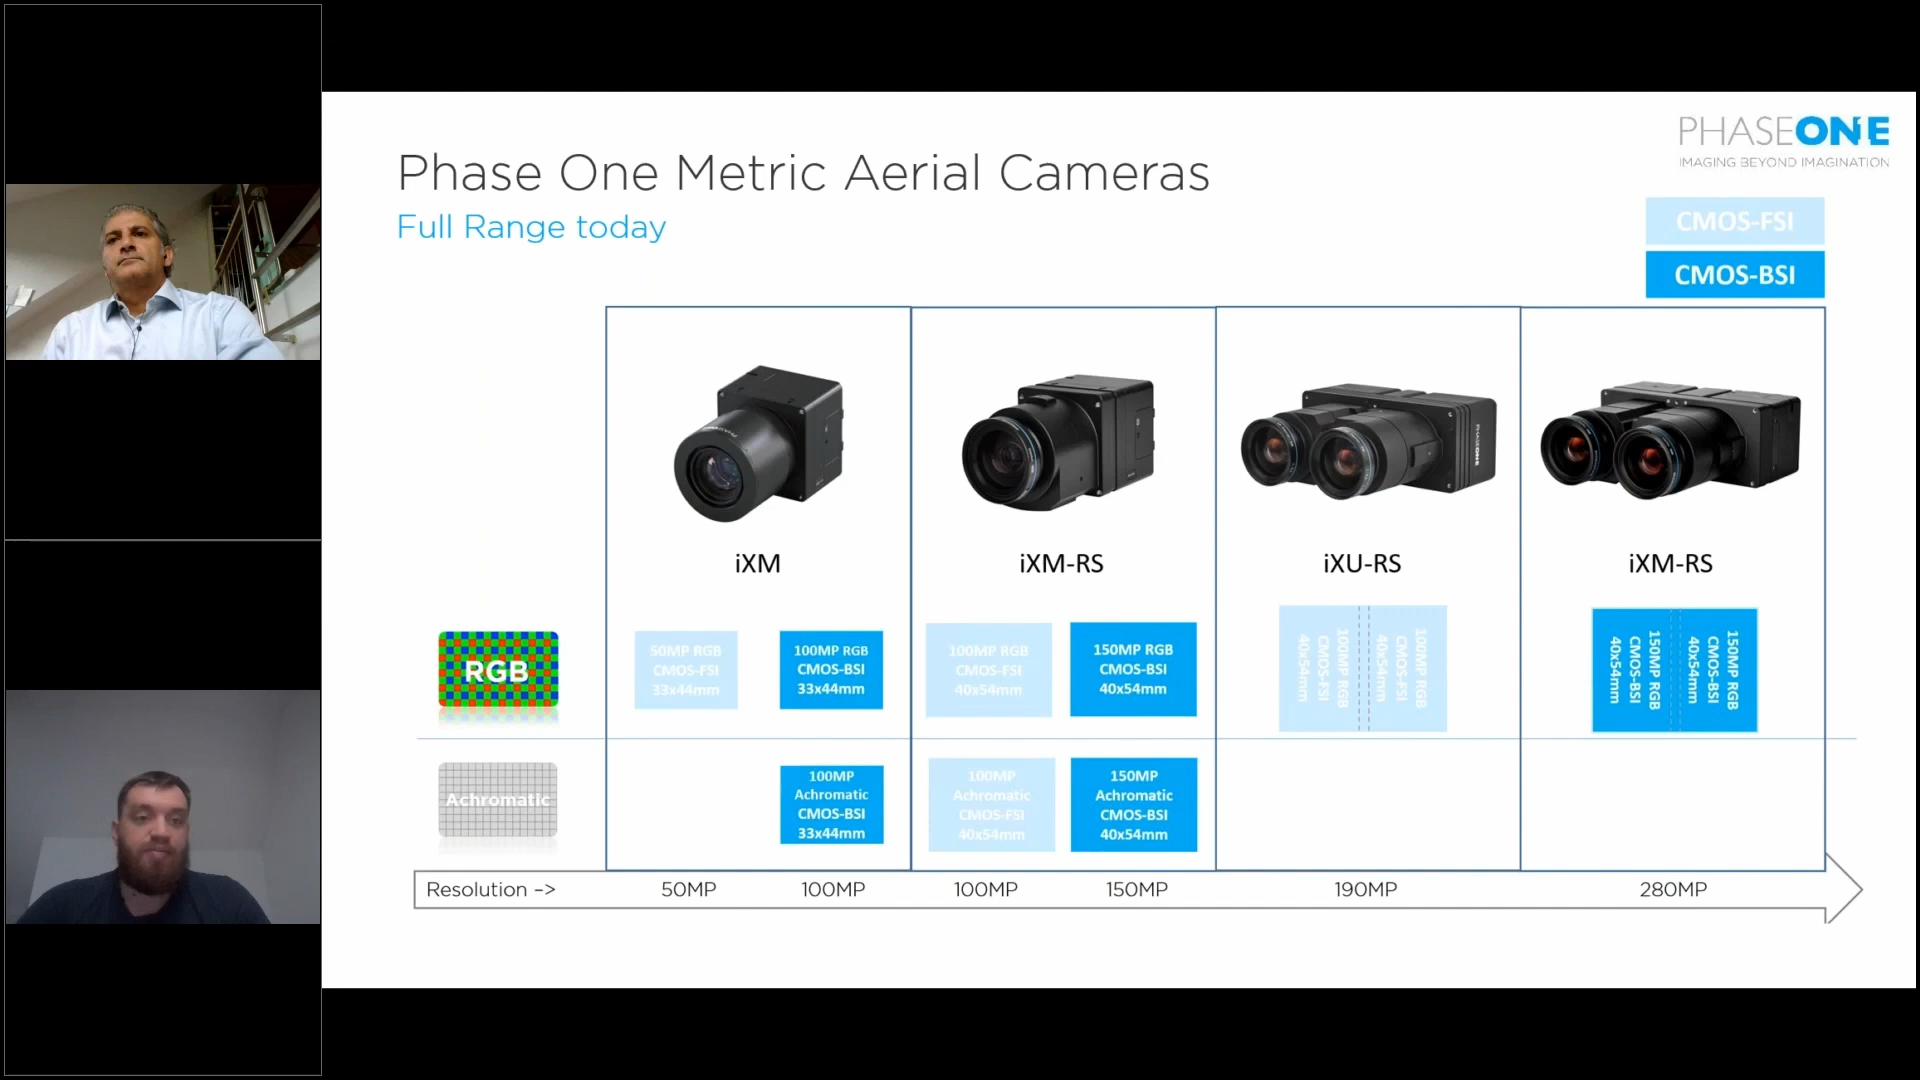 PHASEONE
IMAGING BEYOND IMAGINATION
Phase One Metric Aerial Cameras
Full Range today
CMOS-FSI
CMOS-BSI
iXM
iXM-RS
iXU-RS
iXM-RS
RGB
50MP RGB
CMOS-FSI
33x44mm
100MP RGB
CMOS-BSI
33x44mm
100MP RGB
CMOS-FSI
40x54mm
150MP RGB
CMOS-BSI
40x54mm
100MP RGB
CMOS-FSI
40x54mm
100MP RGB
CMOS-FSI
40x54mm
150MP RGB
CMOS-BSI
40x54mm
150MP RGB
CMOS-BSI
40x54mm
Achromatic
100MP
Achromatic
CMOS-BSI
33x44mm
100MP
Achromatic
CMOS-FSI
40x54mm
150MP
Achromatic
CMOS-BSI
40x54mm
Resolution –> 50MP 100MP 100MP 150MP 190MP 280MP